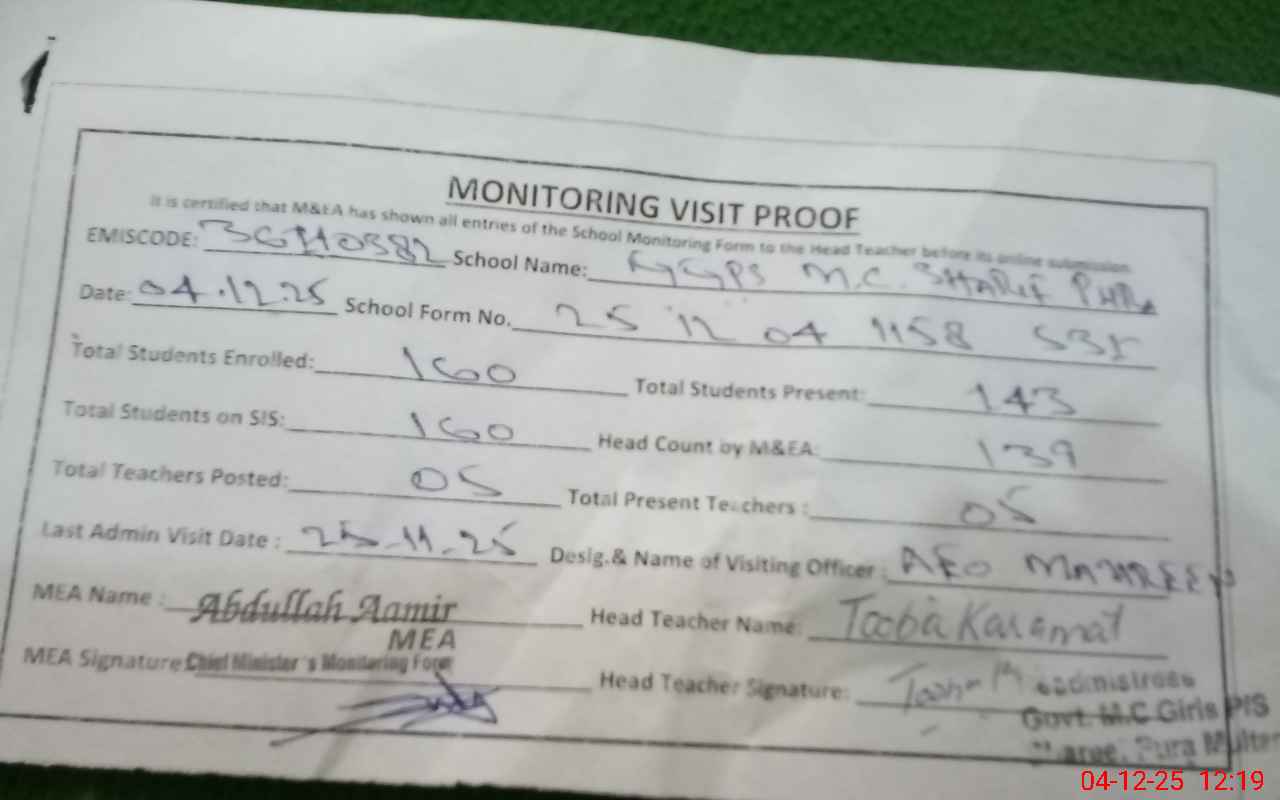 MONITORING VISIT PROOF
It is certified that M&EA has shown all entries of the School Monitoring Form to the Head Teacher before its online submission
EMISCODE: 36110382 School Name: GGPS M.C. SHARIF PURA
Date: 04.12.25 School Form No. 25 12 04 1158 531
Total Students Enrolled: 160 Total Students Present: 143
Total Students on SIS: 160 Head Count by M&EA: 139
Total Teachers Posted: 05 Total Present Teachers : 05
Last Admin Visit Date : 25-11-25 Desig.& Name of Visiting Officer : AEO MAHREEN
MEA Name : Abdullah Aamir Head Teacher Name: Tooba Karamat
MEA
MEA Signature Chief Minister's Monitoring Force Head Teacher Signature:
Headmistress
Govt. M.C Girls P/S
Pura Multan
04-12-25 12:19